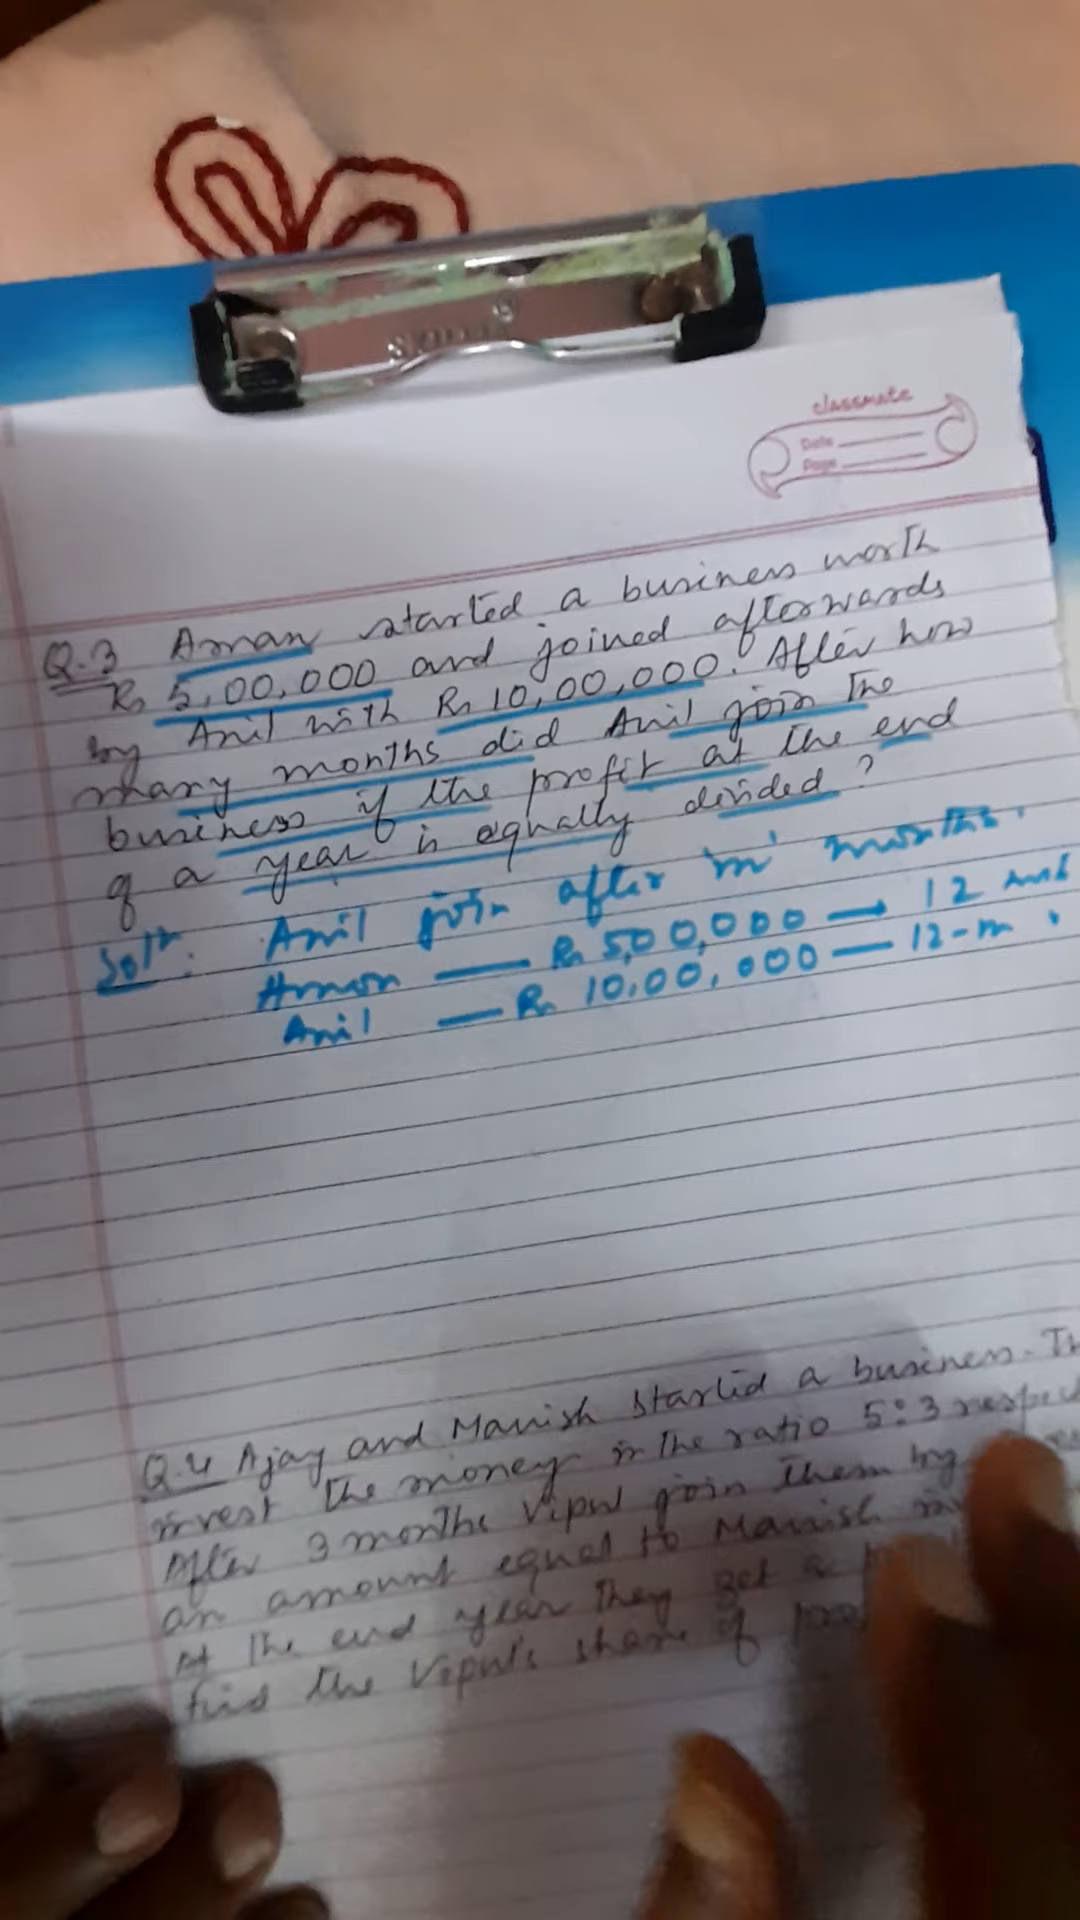 classmate
Date
Page
Q.3 Aman started a business worth
Rs 5,00,000 and joined afterwards
by Anil with Rs 10,00,000. After how
many months did Anil join the
business if the profit at the end
of a year is equally divided?
Soln: Anil join after 'm' months.
Aman — Rs 5,00,000 → 12
Anil — Rs 10,00,000 — 12-m
Q.4 Ajay and Manish started a business.
invest the money in the ratio 5:3
After 3 months Vipul join them by
an amount equal to Manish
At the end year they get a
find the Vipul's share of